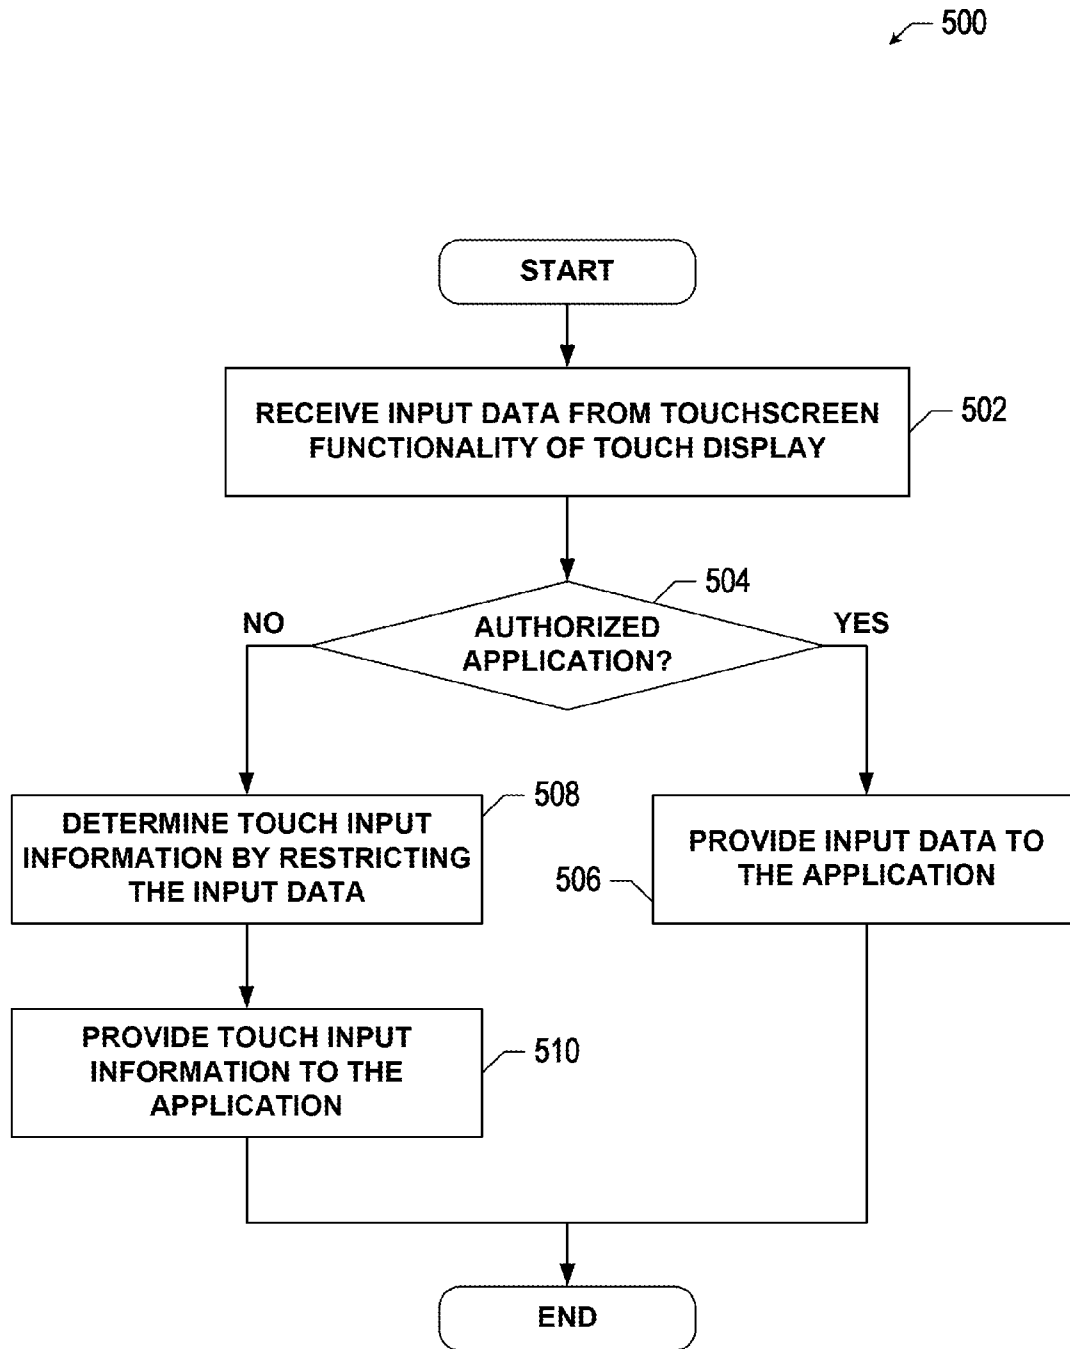 500
START
RECEIVE INPUT DATA FROM TOUCHSCREEN
FUNCTIONALITY OF TOUCH DISPLAY
502
504
NO
AUTHORIZED
APPLICATION?
YES
508
DETERMINE TOUCH INPUT
INFORMATION BY RESTRICTING
THE INPUT DATA
PROVIDE INPUT DATA TO
THE APPLICATION
506
PROVIDE TOUCH INPUT
INFORMATION TO THE
APPLICATION
510
END